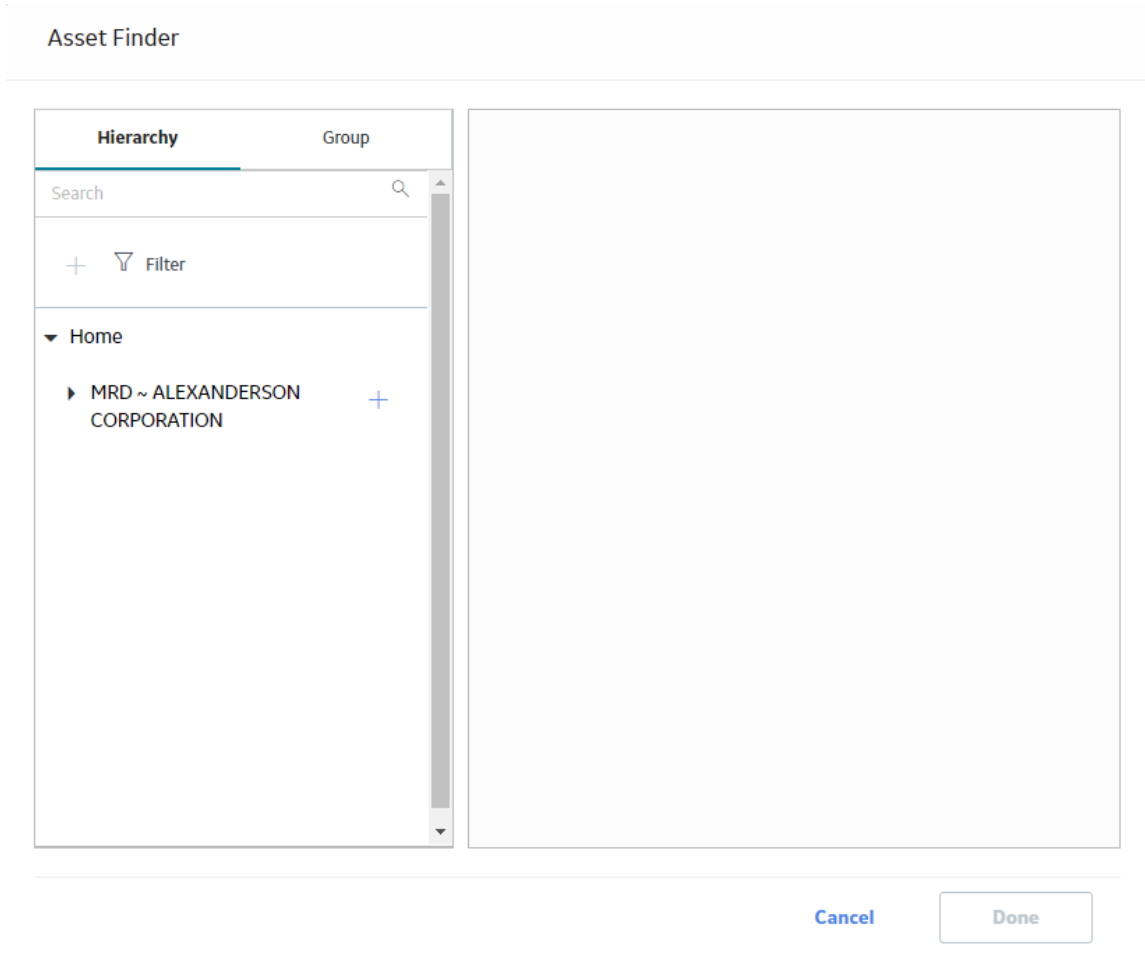 Asset Finder
Hierarchy
Group
Search
Filter
Home
MRD ~ ALEXANDERSON
CORPORATION
Cancel
Done